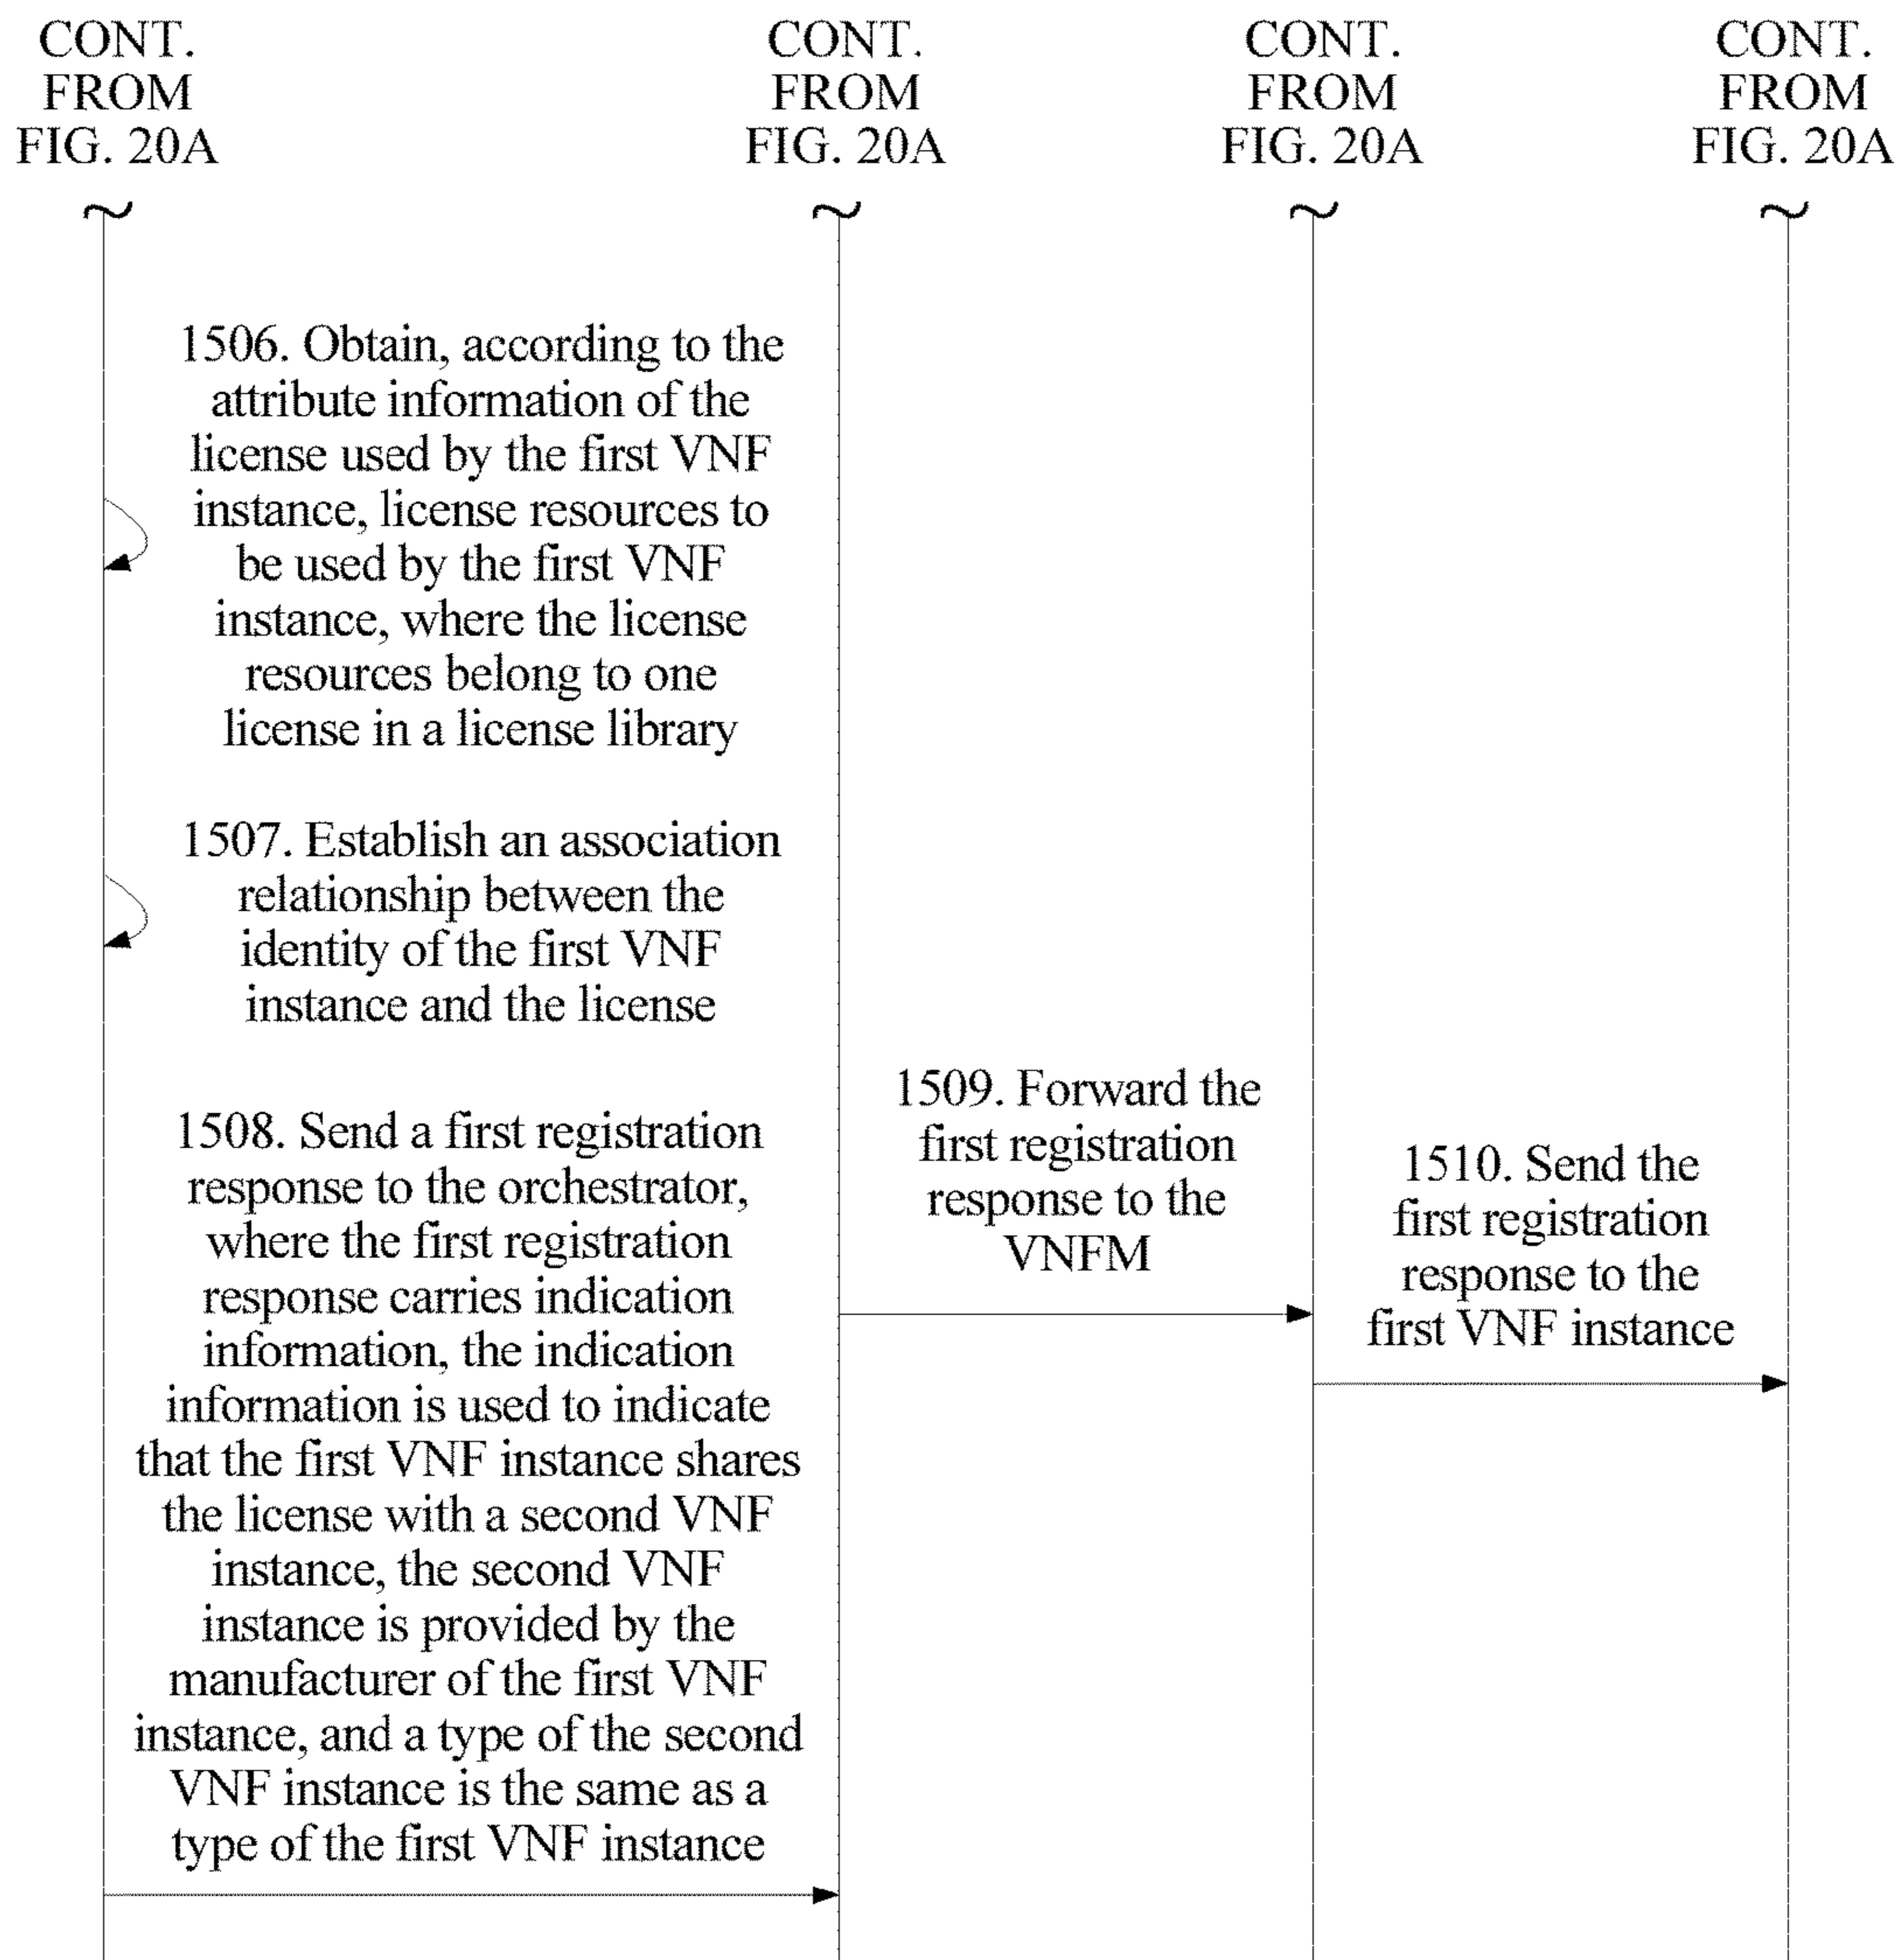 CONT.
FROM
FIG. 20A
CONT.
FROM
FIG. 20A
CONT.
FROM
FIG. 20A
CONT.
FROM
FIG. 20A
1506. Obtain, according to the
attribute information of the
license used by the first VNF
instance, license resources to
be used by the first VNF
instance, where the license
resources belong to one
license in a license library
1507. Establish an association
relationship between the
identity of the first VNF
instance and the license
1508. Send a first registration
response to the orchestrator,
where the first registration
response carries indication
information, the indication
information is used to indicate
that the first VNF instance shares
the license with a second VNF
instance, the second VNF
instance is provided by the
manufacturer of the first VNF
instance, and a type of the second
VNF instance is the same as a
type of the first VNF instance
1509. Forward the
first registration
response to the
VNFM
1510. Send the
first registration
response to the
first VNF instance